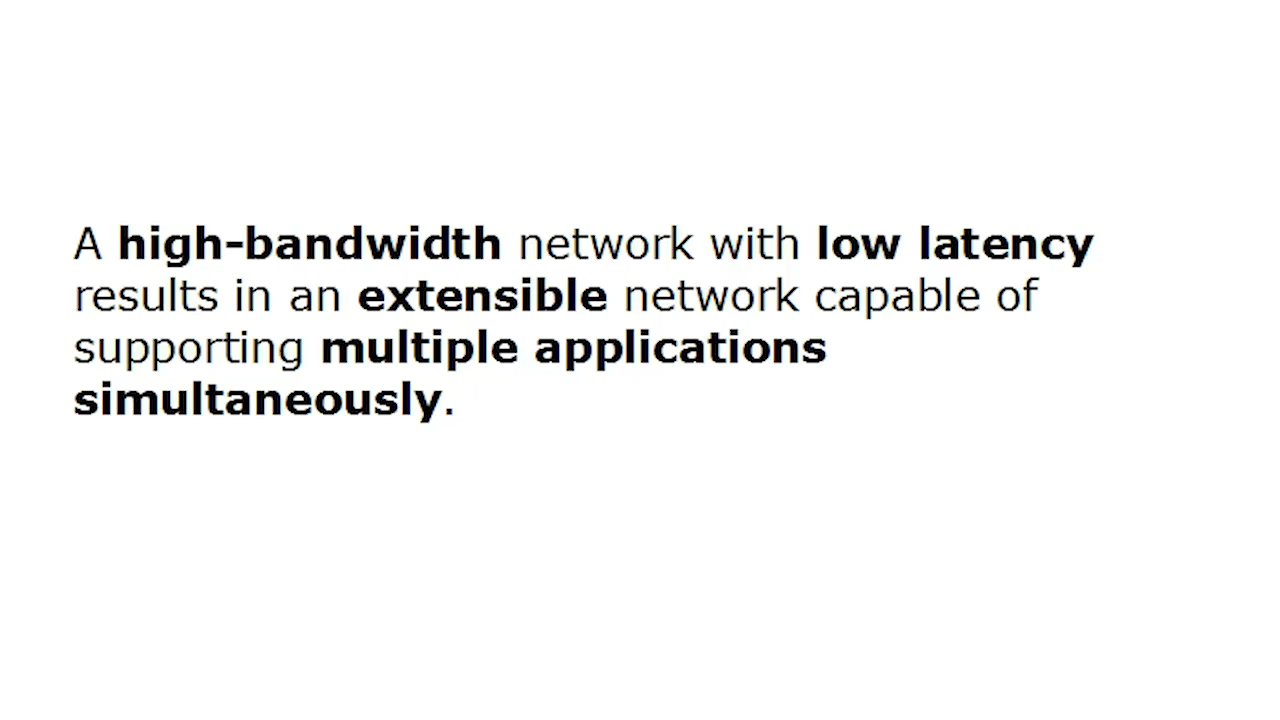 A high-bandwidth network with low latency
results in an extensible network capable of
supporting multiple applications
simultaneously.